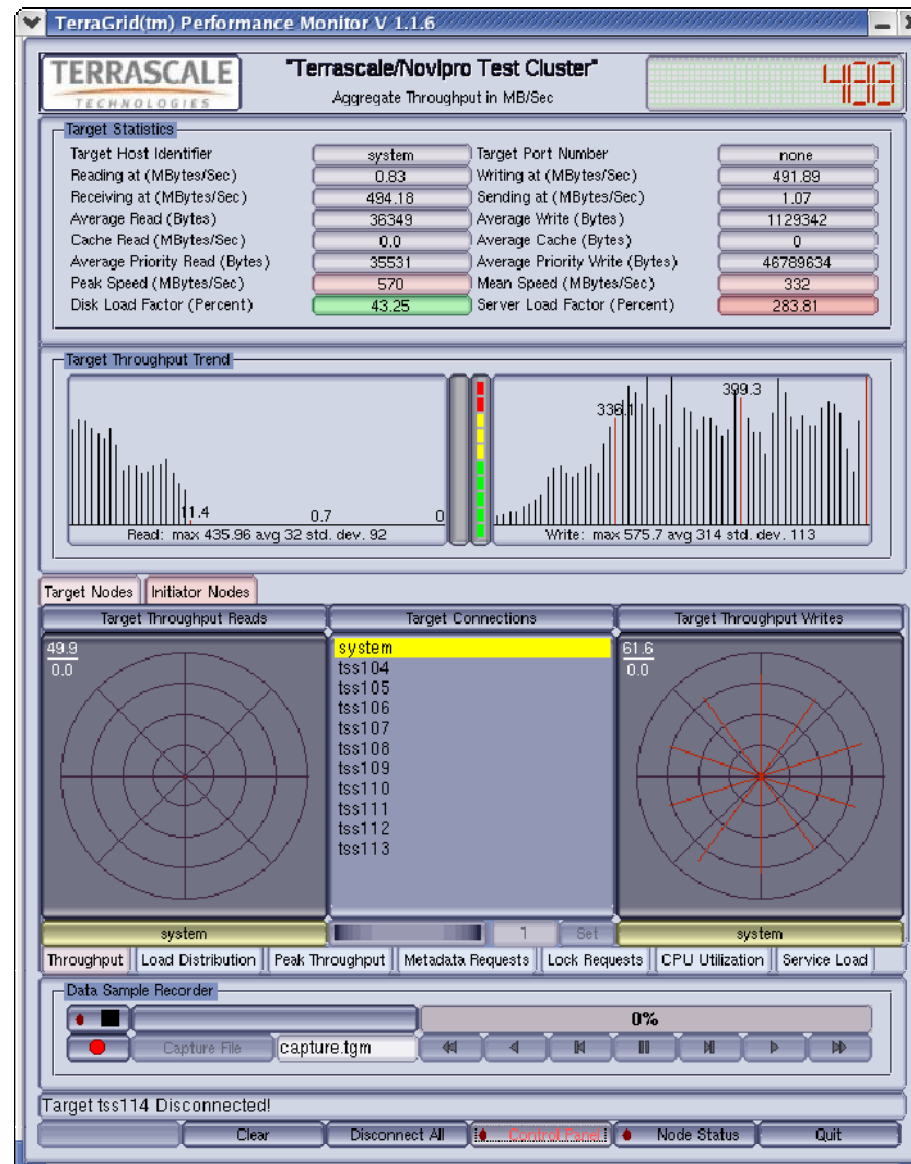 TerraGrid(tm) Performance Monitor V 1.1.6
TERRASCALE
TECHNOLOGIES
"Terrascale/Novipro Test Cluster"
Aggregate Throughput in MB/Sec
488
Target Statistics
Target Host Identifier system Target Port Number none
Reading at (MBytes/Sec) 0.83 Writing at (MBytes/Sec) 491.89
Receiving at (MBytes/Sec) 494.18 Sending at (MBytes/Sec) 1.07
Average Read (Bytes) 36349 Average Write (Bytes) 1129342
Cache Read (MBytes/Sec) 0.0 Average Cache (Bytes) 0
Average Priority Read (Bytes) 35531 Average Priority Write (Bytes) 46789634
Peak Speed (MBytes/Sec) 570 Mean Speed (MBytes/Sec) 332
Disk Load Factor (Percent) 43.25 Server Load Factor (Percent) 283.81
Target Throughput Trend
11.4 0.7 0
Read: max 435.96 avg 32 std. dev. 92
336.1 399.3
Write: max 575.7 avg 314 std. dev. 113
Target Nodes Initiator Nodes
Target Throughput Reads Target Connections Target Throughput Writes
49.9
0.0
system
tss104
tss105
tss106
tss107
tss108
tss109
tss110
tss111
tss112
tss113
61.6
0.0
system 1 Set system
Throughput Load Distribution Peak Throughput Metadata Requests Lock Requests CPU Utilization Service Load
Data Sample Recorder
0%
Capture File capture.tgm
Target tss114 Disconnected!
Clear Disconnect All Control Panel Node Status Quit